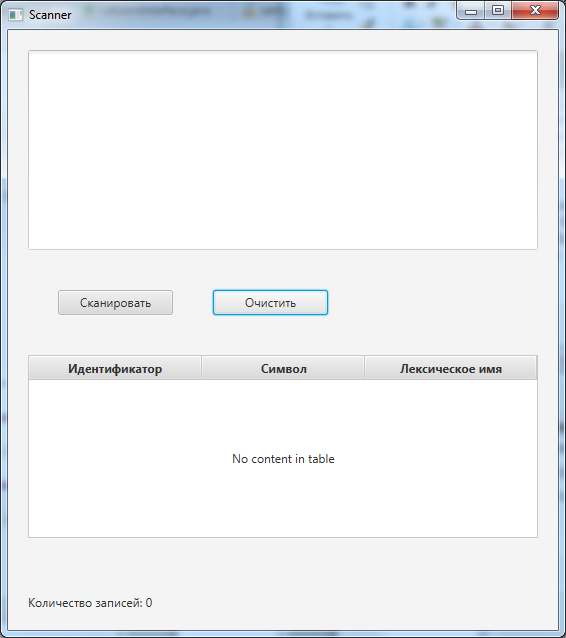 Scanner
Сканировать
Очистить
Идентификатор
Символ
Лексическое имя
No content in table
Количество записей: 0